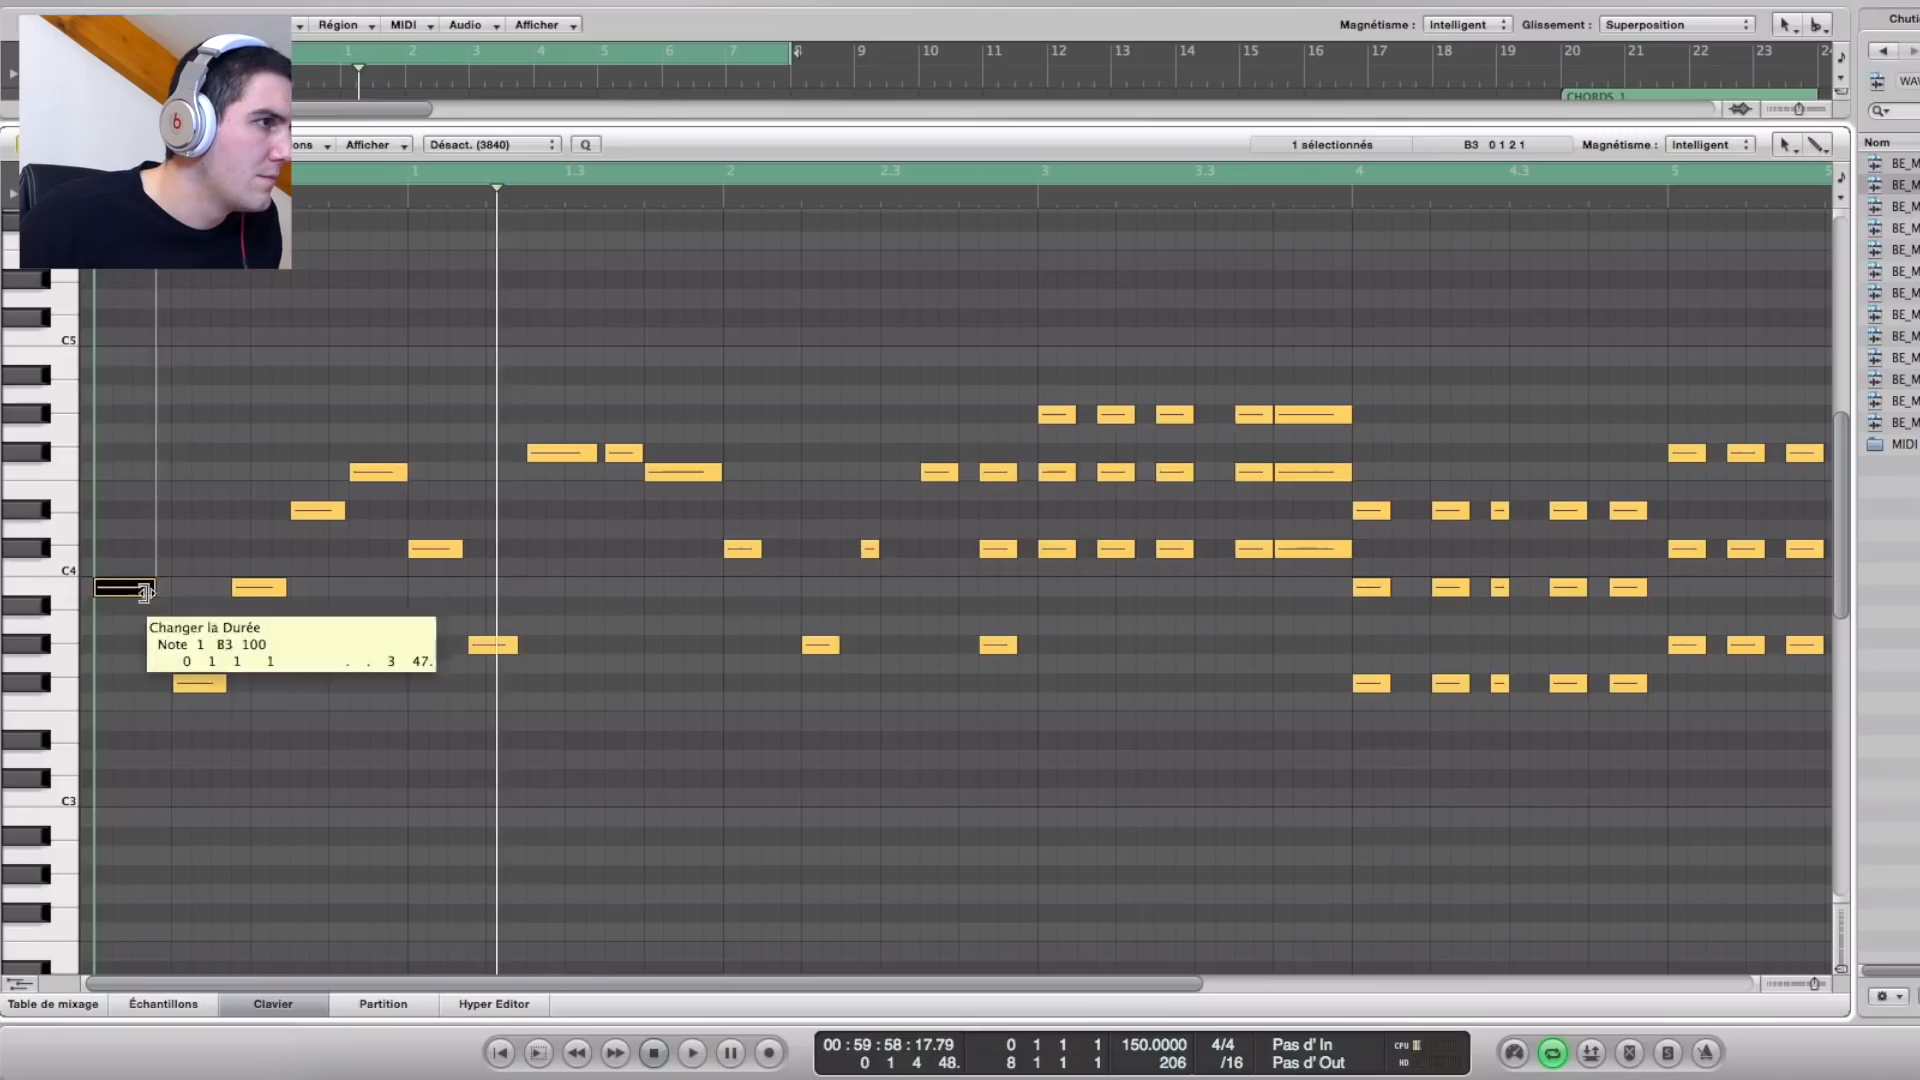 Région MIDI Audio Afficher Magnétisme : Intelligent Glissement : Superposition
1 2 3 4 5 6 7 8 9 10 11 12 13 14 15 16 17 18 19 20 21 22 23 24
CHORDS 1
ons Afficher Désact. (3840) Q 1 sélectionnés B3 0 1 2 1 Magnétisme : Intelligent
1 1.3 2 2.3 3 3.3 4 4.3 5 5
C5
C4
Changer la Durée
Note 1 B3 100
0 1 1 1 . . 3 47.
C3
Table de mixage Échantillons Clavier Partition Hyper Editor
00 : 59 : 58 : 17.79 0 1 1 1 150.0000 4/4 Pas d' In CPU
0 1 4 48. 8 1 1 1 206 /16 Pas d' Out HD
Chuti
WAV
Nom
BE_M
BE_M
BE_M
BE_M
BE_M
BE_M
BE_M
BE_M
BE_M
BE_M
BE_M
BE_M
BE_M
MIDI
b
S